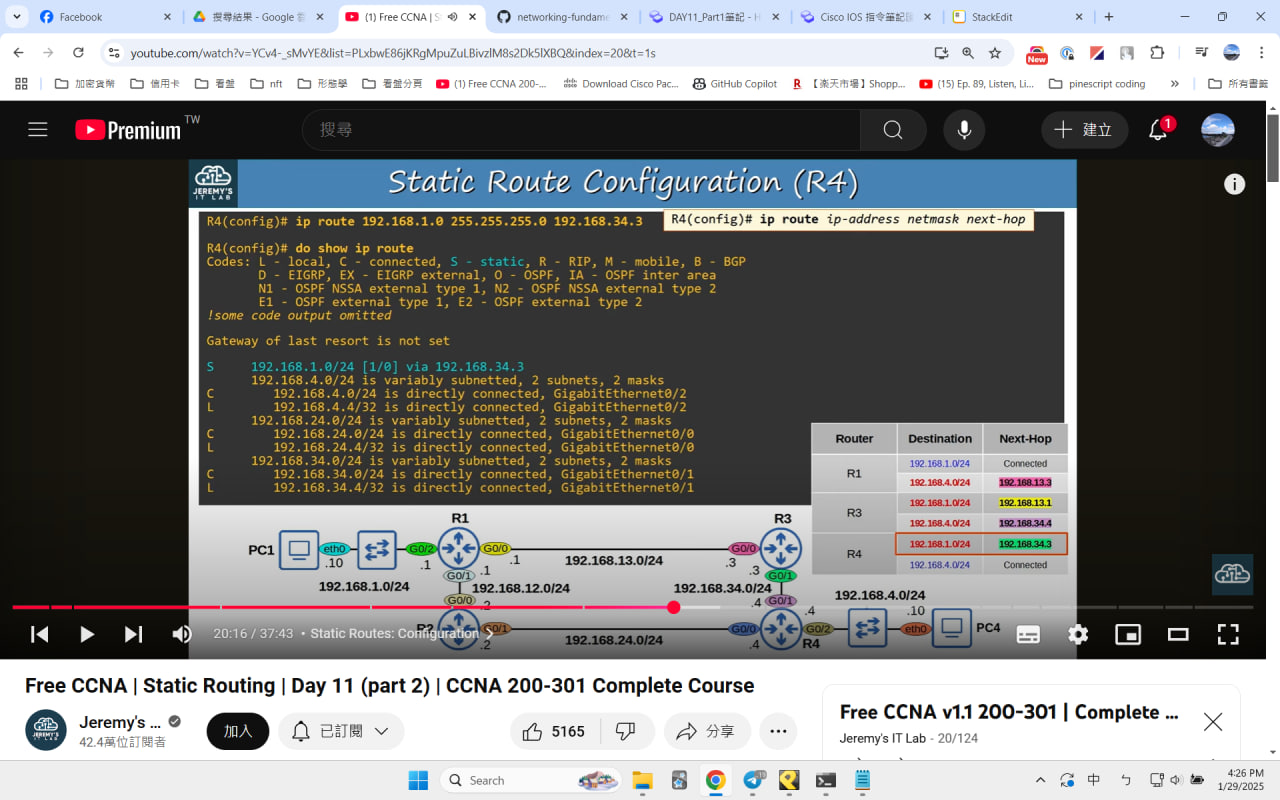 Facebook
搜尋結果 - Google 雲
(1) Free CCNA | S
networking-fundame
DAY11_Part1筆記 - H
Cisco IOS 指令筆記
StackEdit
youtube.com/watch?v=YCv4-_sMvYE&list=PLxbwE86jKRgMpuZuLBivzlM8s2Dk5lXBQ&index=20&t=1s
New
加密貨幣
信用卡
看盤
nft
形態學
看盤分頁
(1) Free CCNA 200-...
Download Cisco Pac...
GitHub Copilot
【楽天市場】Shopp...
(15) Ep. 89, Listen, Li...
pinescript coding
所有書籤
Premium TW
搜尋
建立
1
JEREMY'S
IT LAB
Static Route Configuration (R4)
R4(config)# ip route 192.168.1.0 255.255.255.0 192.168.34.3
R4(config)# ip route ip-address netmask next-hop
R4(config)# do show ip route
Codes: L - local, C - connected, S - static, R - RIP, M - mobile, B - BGP
D - EIGRP, EX - EIGRP external, O - OSPF, IA - OSPF inter area
N1 - OSPF NSSA external type 1, N2 - OSPF NSSA external type 2
E1 - OSPF external type 1, E2 - OSPF external type 2
!some code output omitted
Gateway of last resort is not set
S 192.168.1.0/24 [1/0] via 192.168.34.3
192.168.4.0/24 is variably subnetted, 2 subnets, 2 masks
C 192.168.4.0/24 is directly connected, GigabitEthernet0/2
L 192.168.4.4/32 is directly connected, GigabitEthernet0/2
192.168.24.0/24 is variably subnetted, 2 subnets, 2 masks
C 192.168.24.0/24 is directly connected, GigabitEthernet0/0
L 192.168.24.4/32 is directly connected, GigabitEthernet0/0
192.168.34.0/24 is variably subnetted, 2 subnets, 2 masks
C 192.168.34.0/24 is directly connected, GigabitEthernet0/1
L 192.168.34.4/32 is directly connected, GigabitEthernet0/1
Router Destination Next-Hop
R1 192.168.1.0/24 Connected
192.168.4.0/24 192.168.13.3
R3 192.168.1.0/24 192.168.13.1
192.168.4.0/24 192.168.34.4
R4 192.168.1.0/24 192.168.34.3
192.168.4.0/24 Connected
R1
R3
PC1 eth0 G0/2 G0/0 G0/0
.10 .1 .1 192.168.13.0/24 .3
G0/1 .1 .3 G0/1
192.168.1.0/24 192.168.12.0/24 192.168.34.0/24
G0/0 .2 .4 G0/1 192.168.4.0/24
.4 .10
R2 G0/1 G0/0 G0/2 eth0 PC4
.2 192.168.24.0/24 .4 R4
20:16 / 37:43 • Static Routes: Configuration
Free CCNA | Static Routing | Day 11 (part 2) | CCNA 200-301 Complete Course
Jeremy's ...
42.4萬位訂閱者
加入
已訂閱
5165
分享
Free CCNA v1.1 200-301 | Complete ...
Jeremy's IT Lab - 20/124
Search
中
4:26 PM
1/29/2025